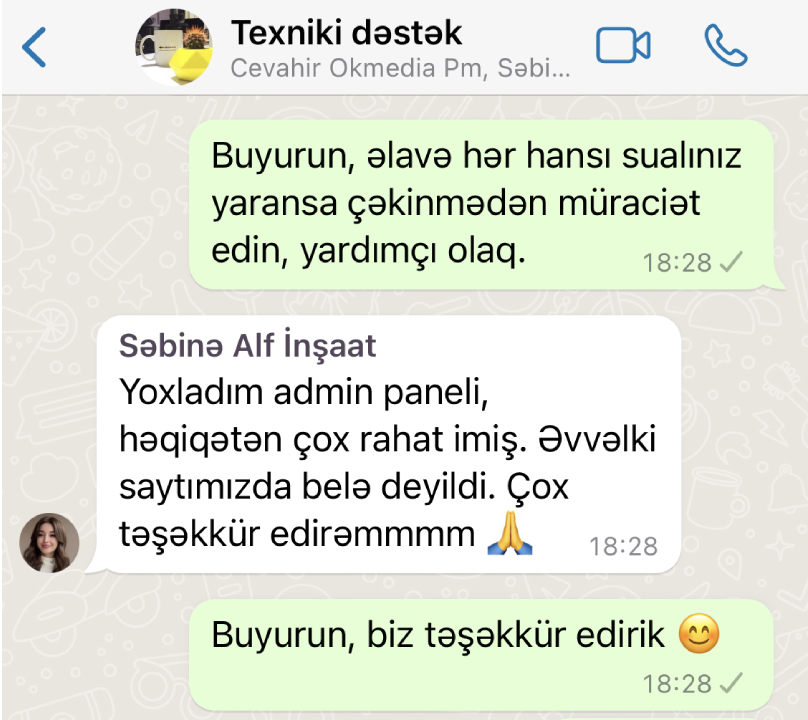 Texniki dəstək
Cevahir Okmedia Pm, Səbi...
Buyurun, əlavə hər hansı sualınız
yaransa çəkinmədən müraciət
edin, yardımçı olaq.
18:28
Səbinə Alf İnşaat
Yoxladım admin paneli,
həqiqətən çox rahat imiş. Əvvəlki
saytımızda belə deyildi. Çox
təşəkkür edirəmmmm 🙏
18:28
Buyurun, biz təşəkkür edirik 😊
18:28